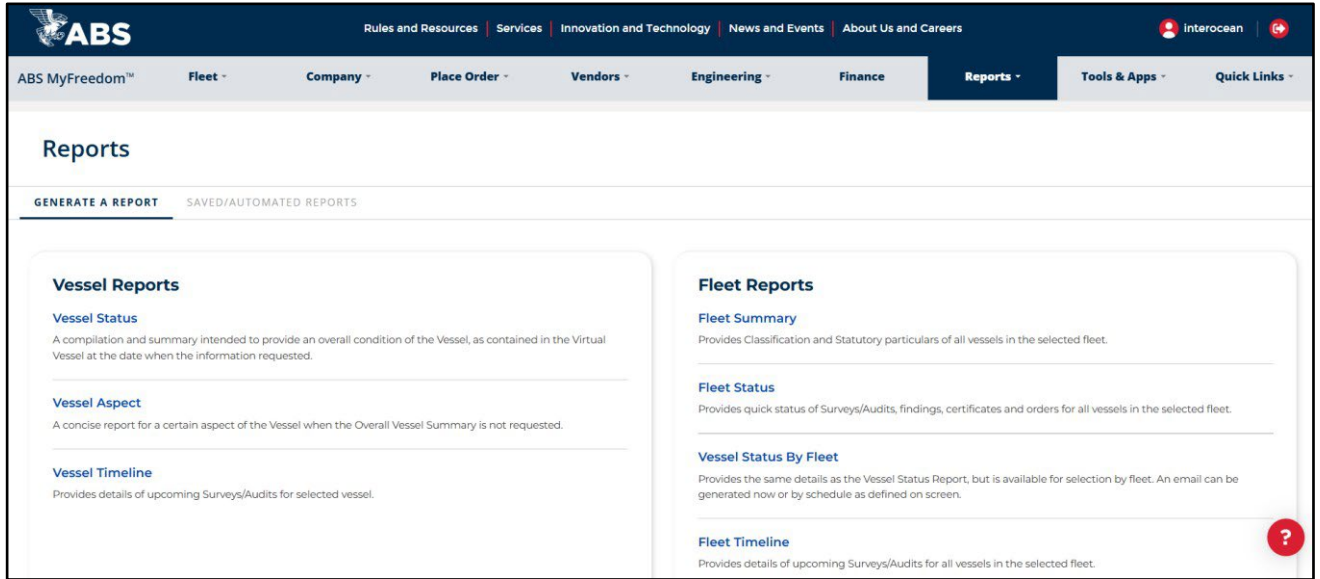 ABS
Rules and Resources Services Innovation and Technology News and Events About Us and Careers
interocean
ABS MyFreedom™ Fleet Company Place Order Vendors Engineering Finance Reports Tools & Apps Quick Links
Reports
GENERATE A REPORT SAVED/AUTOMATED REPORTS
Vessel Reports
Vessel Status
A compilation and summary intended to provide an overall condition of the Vessel, as contained in the Virtual
Vessel at the date when the information requested.
Vessel Aspect
A concise report for a certain aspect of the Vessel when the Overall Vessel Summary is not requested.
Vessel Timeline
Provides details of upcoming Surveys/Audits for selected vessel.
Fleet Reports
Fleet Summary
Provides Classification and Statutory particulars of all vessels in the selected fleet.
Fleet Status
Provides quick status of Surveys/Audits, findings, certificates and orders for all vessels in the selected fleet.
Vessel Status By Fleet
Provides the same details as the Vessel Status Report, but is available for selection by fleet. An email can be
generated now or by schedule as defined on screen.
Fleet Timeline
Provides details of upcoming Surveys/Audits for all vessels in the selected fleet.
?